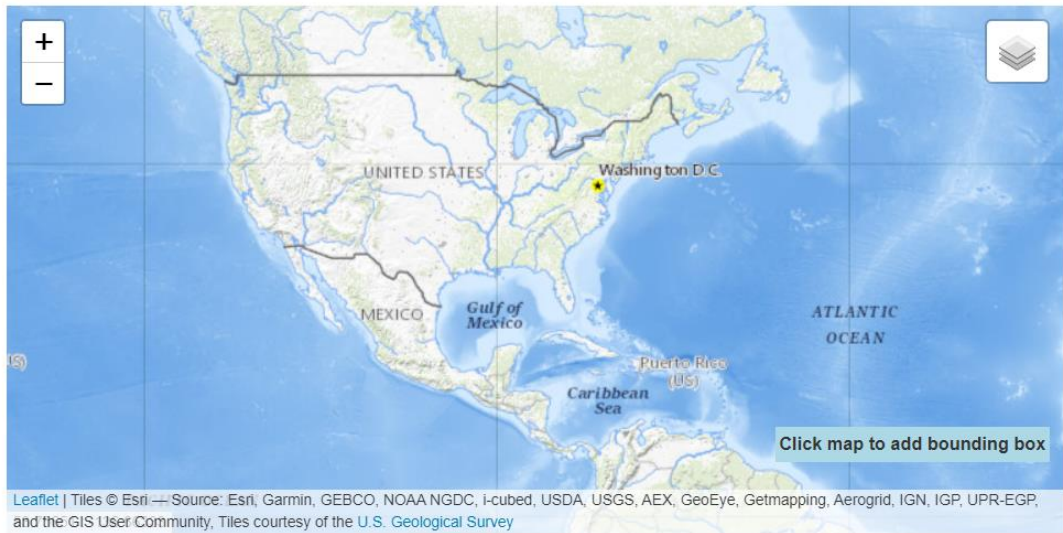 +
−
Washington D.C.
UNITED STATES
MEXICO
Gulf of
Mexico
ATLANTIC
OCEAN
US)
Puerto Rico
(US)
Caribbean
Sea
Click map to add bounding box
Leaflet | Tiles © Esri — Source: Esri, Garmin, GEBCO, NOAA NGDC, i-cubed, USDA, USGS, AEX, GeoEye, Getmapping, Aerogrid, IGN, IGP, UPR-EGP,
and the GIS User Community, Tiles courtesy of the U.S. Geological Survey